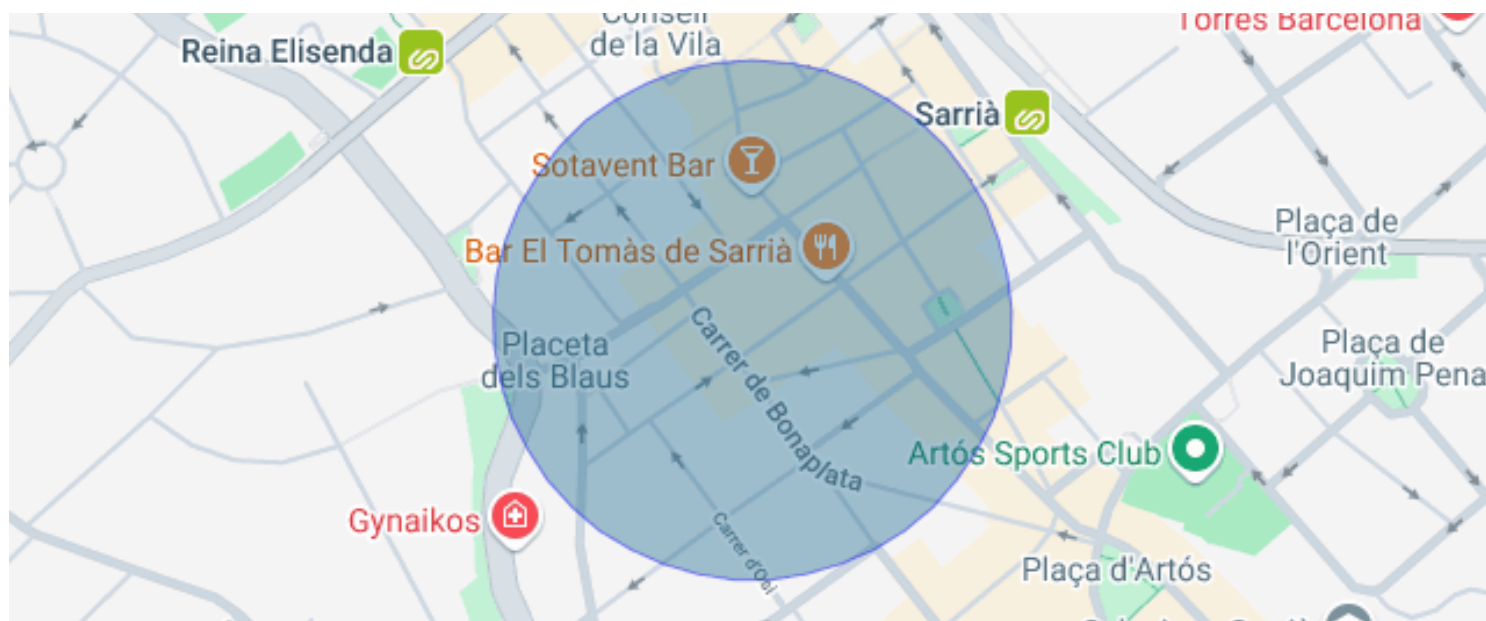 Consell
de la Vila
Torres Barcelona
Reina Elisenda
Sarrià
Sotavent Bar
Plaça de
l'Orient
Bar El Tomàs de Sarrià
Placeta
dels Blaus
Carrer de Bonaplata
Plaça de
Joaquim Pena
Artós Sports Club
Gynaikos
Carrer d'Osi
Plaça d'Artós